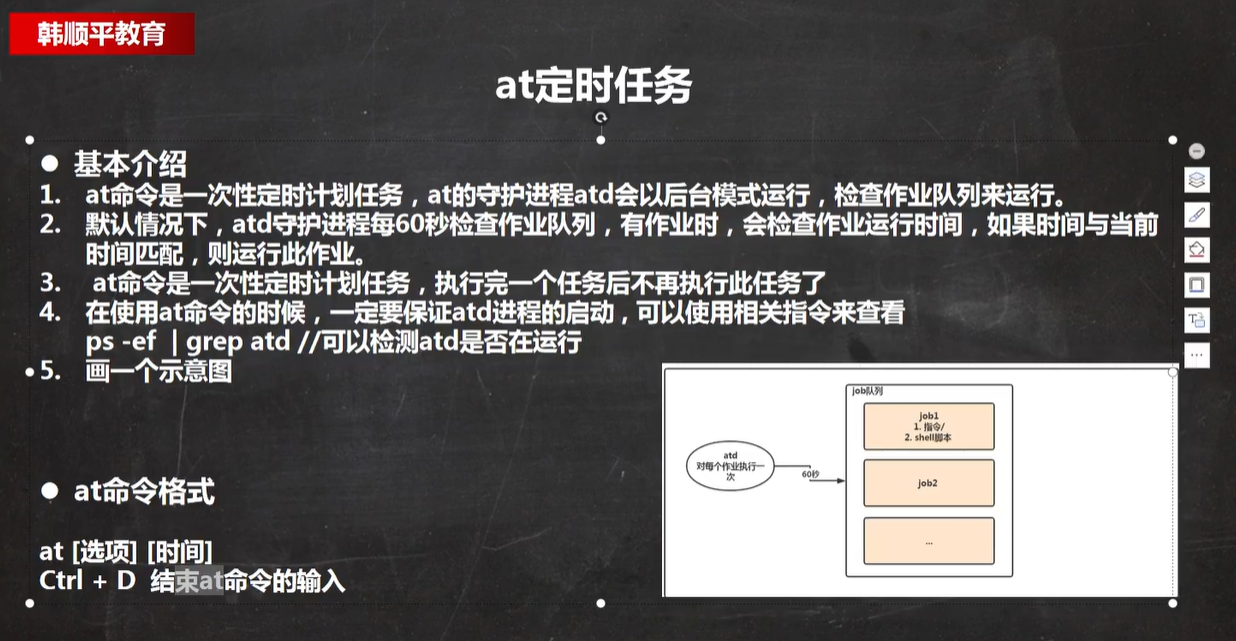 韩顺平教育
at定时任务
● 基本介绍
1. at命令是一次性定时计划任务，at的守护进程atd会以后台模式运行，检查作业队列来运行。
2. 默认情况下，atd守护进程每60秒检查作业队列，有作业时，会检查作业运行时间，如果时间与当前
时间匹配，则运行此作业。
3. at命令是一次性定时计划任务，执行完一个任务后不再执行此任务了
4. 在使用at命令的时候，一定要保证atd进程的启动，可以使用相关指令来查看
ps -ef | grep atd //可以检测atd是否在运行
5. 画一个示意图
job队列
job1
1. 指令/
2. shell脚本
atd
对每个作业执行一
次
60秒
job2
...
● at命令格式
at [选项] [时间]
Ctrl + D 结束at命令的输入